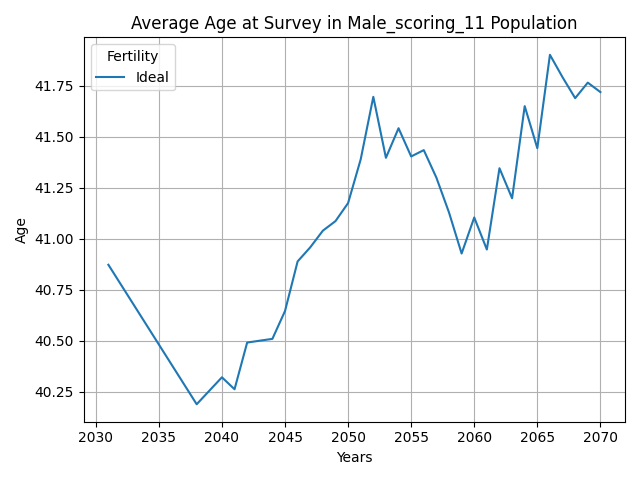 Average Age at Survey in Male_scoring_11 Population
Fertility
Ideal
41.75
41.50
41.25
41.00
40.75
40.50
40.25
Age
2030 2035 2040 2045 2050 2055 2060 2065 2070
Years